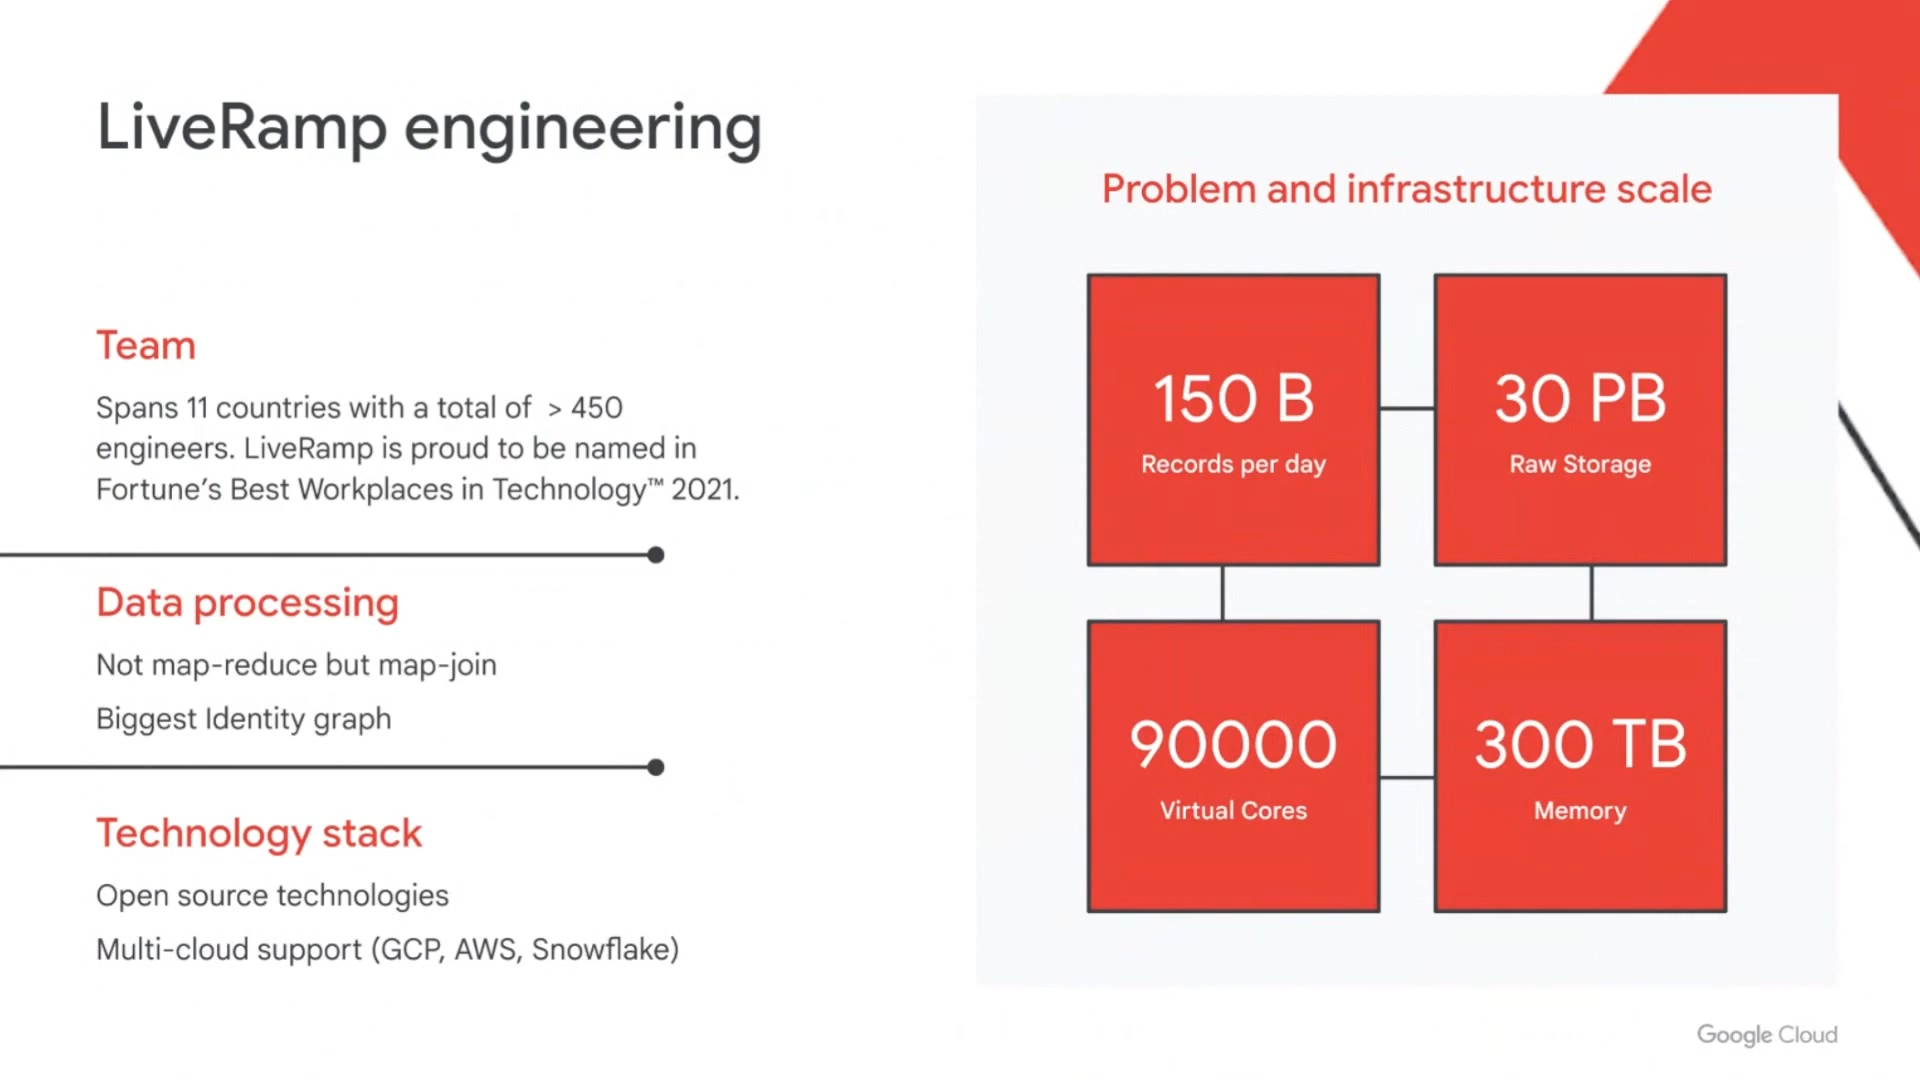 LiveRamp engineering
Team
Spans 11 countries with a total of  > 450
engineers. LiveRamp is proud to be named in
Fortune’s Best Workplaces in Technology™ 2021.
Data processing
Not map-reduce but map-join
Biggest Identity graph
Technology stack
Open source technologies
Multi-cloud support (GCP, AWS, Snowflake)
Problem and infrastructure scale
150 B
Records per day
30 PB
Raw Storage
90000
Virtual Cores
300 TB
Memory
Google Cloud